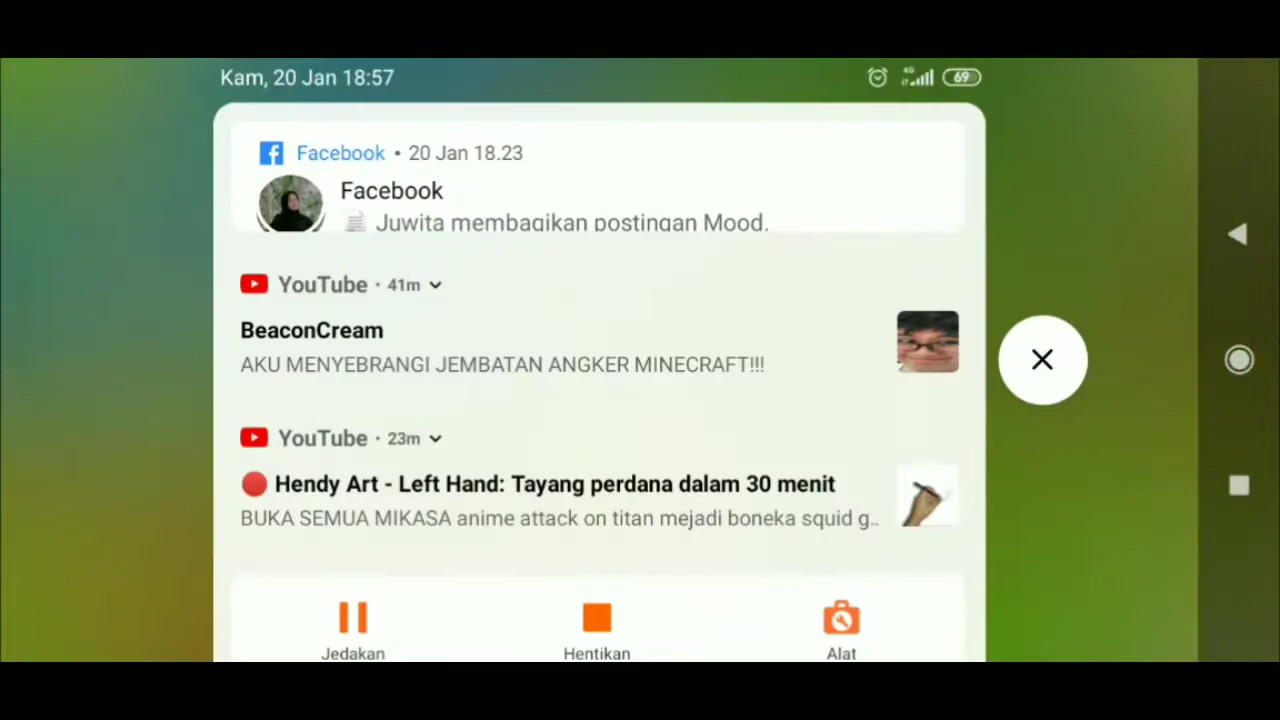 Kam, 20 Jan 18:57
4G
69
Facebook • 20 Jan 18.23
Facebook
Juwita membagikan postingan Mood.
YouTube • 41m
BeaconCream
AKU MENYEBRANGI JEMBATAN ANGKER MINECRAFT!!!
YouTube • 23m
Hendy Art - Left Hand: Tayang perdana dalam 30 menit
BUKA SEMUA MIKASA anime attack on titan mejadi boneka squid g..
Jedakan
Hentikan
Alat